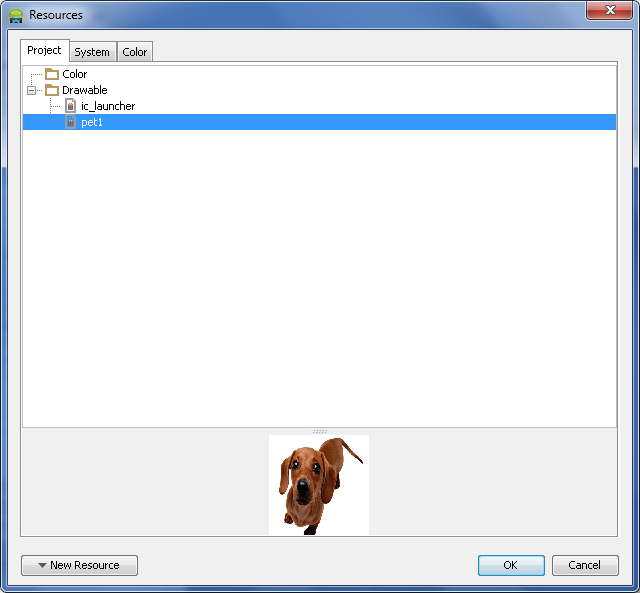 Resources
Project System Color
Color
Drawable
ic_launcher
pet1
New Resource OK Cancel